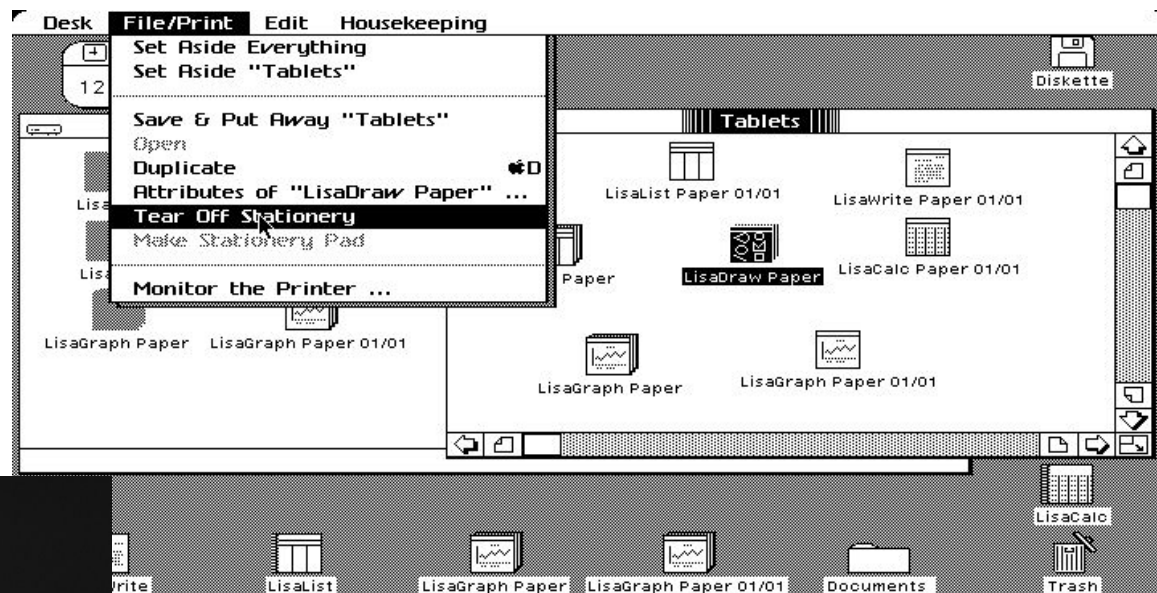 Desk File/Print Edit Housekeeping
Set Aside Everything
Set Aside "Tablets"
12
Save & Put Away "Tablets"
Open
Duplicate D
Attributes of "LisaDraw Paper" ...
Tear Off Stationery
Make Stationery Pad
Monitor the Printer ...
Diskette
Tablets
LisaList Paper 01/01
LisaWrite Paper 01/01
Paper
LisaDraw Paper
LisaCalc Paper 01/01
LisaGraph Paper
LisaGraph Paper 01/01
LisaGraph Paper
LisaGraph Paper 01/01
LisaCalc
LisaList
LisaGraph Paper
LisaGraph Paper 01/01
Documents
Trash